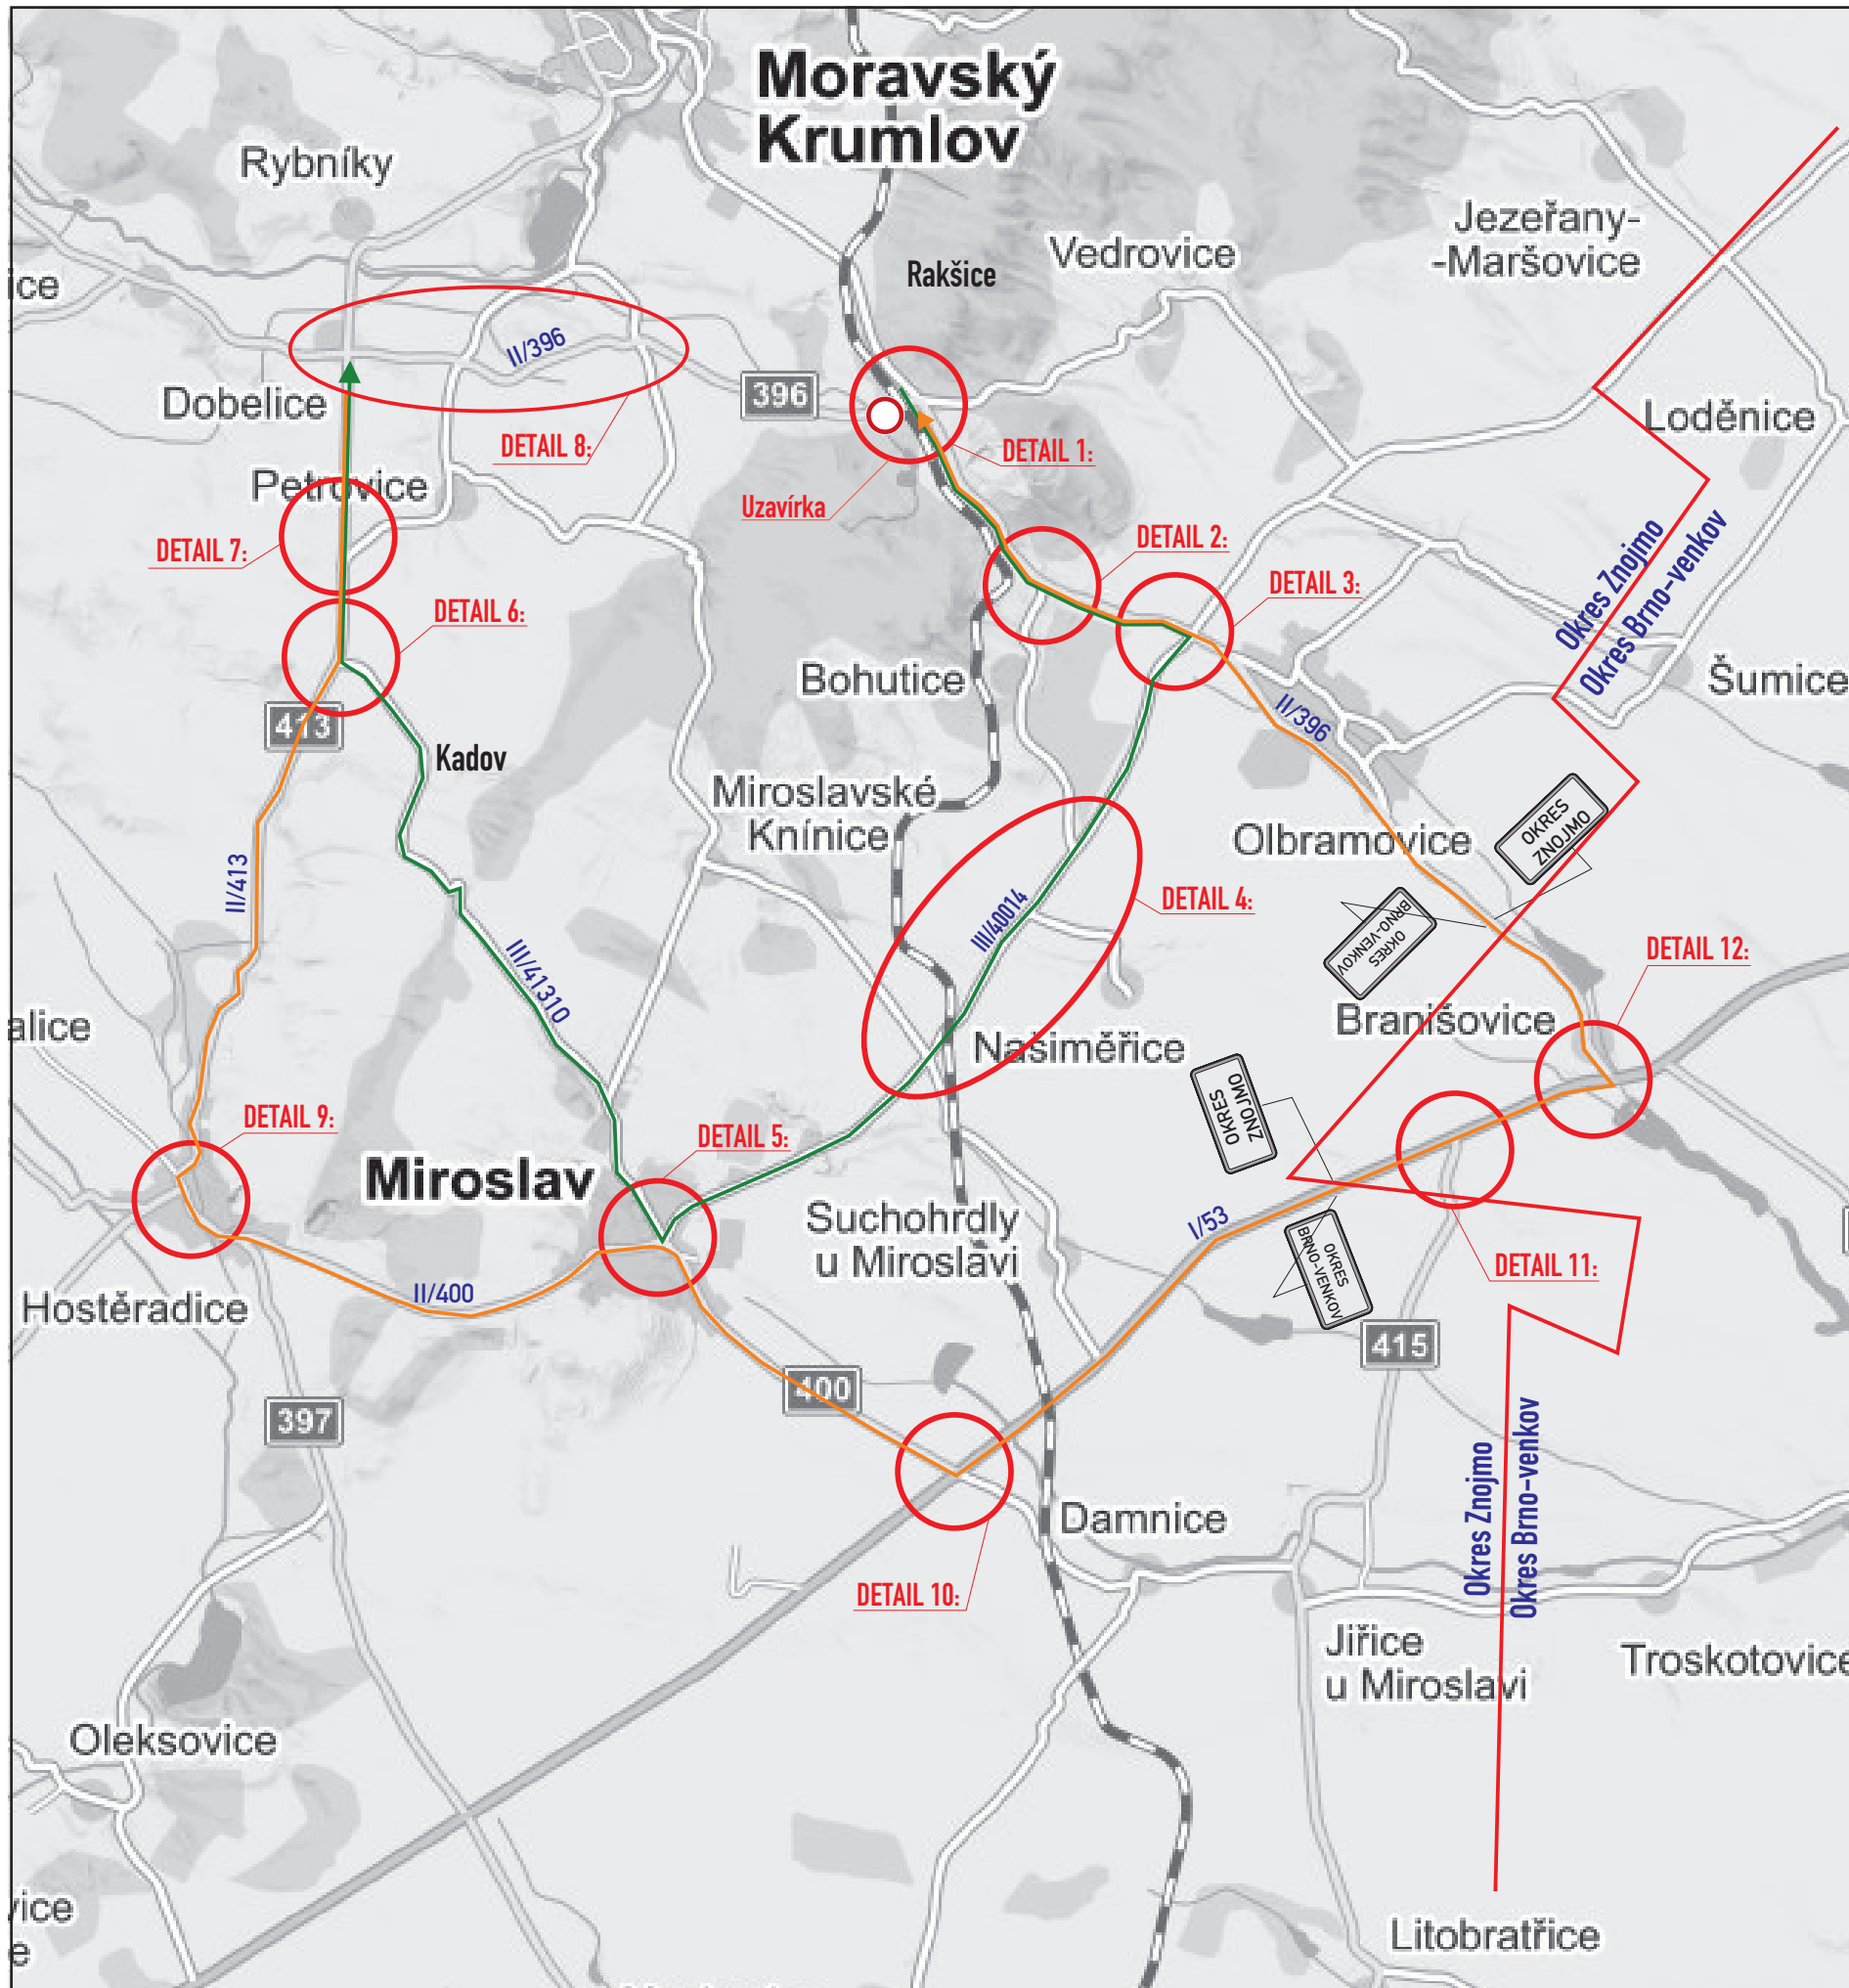 Moravský
Krumlov
Rybníky
Jezeřany-
-Maršovice
Vedrovice
Rakšice
ice
II/396
396
Dobelice
Loděnice
DETAIL 8:
DETAIL 1:
Petrovice
Uzavírka
DETAIL 7:
DETAIL 2:
DETAIL 3:
Okres Znojmo
Okres Brno-venkov
DETAIL 6:
Bohutice
Šumice
413
II/396
Kadov
Miroslavské
Knínice
OKRES
ZNOJMO
Olbramovice
II/413
DETAIL 4:
III/40014
OKRES
BRNO-VENKOV
DETAIL 12:
III/41310
alice
Branišovice
Našiměřice
OKRES
ZNOJMO
DETAIL 9:
DETAIL 5:
Miroslav
Suchohrdly
u Miroslavi
I/53
OKRES
BRNO-VENKOV
DETAIL 11:
II/400
Hostěradice
415
400
397
Okres Znojmo
Okres Brno-venkov
Damnice
DETAIL 10:
Jiřice
u Miroslavi
Troskotovice
Oleksovice
vice
e
Litobratřice